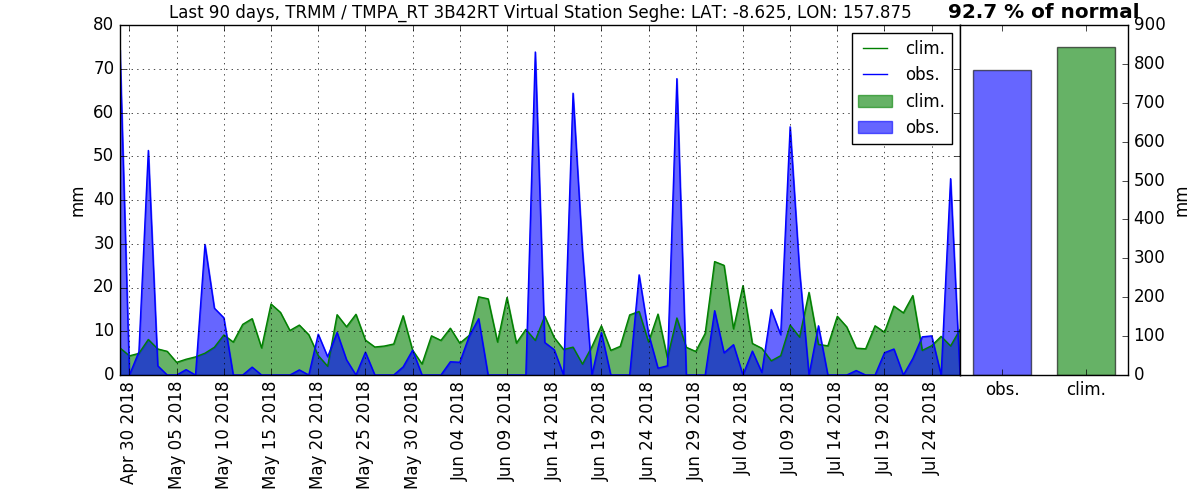 Last 90 days, TRMM / TMPA_RT 3B42RT Virtual Station Seghe: LAT: -8.625, LON: 157.875
92.7 % of normal
80
70
60
50
40
30
20
10
0
mm
clim.
obs.
clim.
obs.
900
800
700
600
500
400
300
200
100
0
mm
Apr 30 2018
May 05 2018
May 10 2018
May 15 2018
May 20 2018
May 25 2018
May 30 2018
Jun 04 2018
Jun 09 2018
Jun 14 2018
Jun 19 2018
Jun 24 2018
Jun 29 2018
Jul 04 2018
Jul 09 2018
Jul 14 2018
Jul 19 2018
Jul 24 2018
obs.
clim.